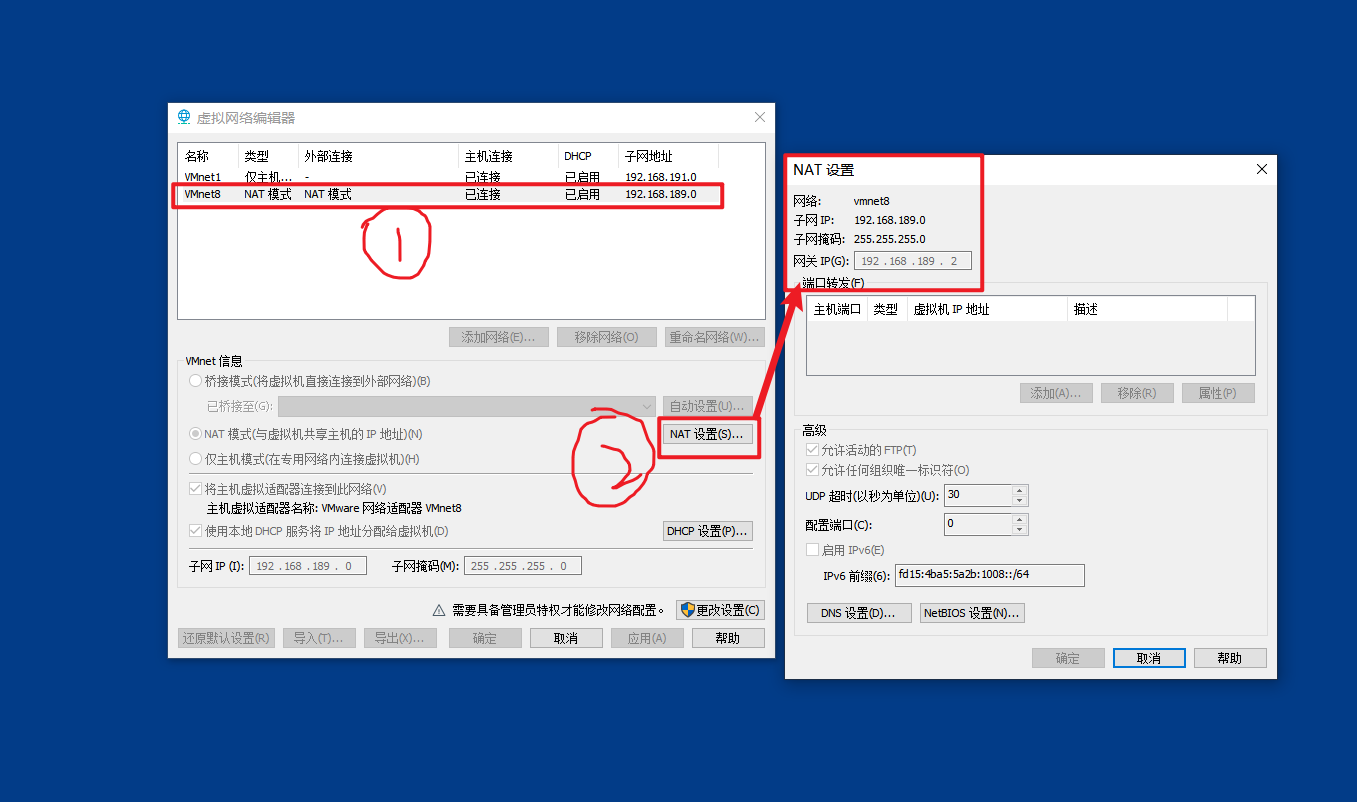 虚拟网络编辑器
名称 类型 外部连接 主机连接 DHCP 子网地址
VMnet1 仅主机... - 已连接 已启用 192.168.191.0
VMnet8 NAT 模式 NAT 模式 已连接 已启用 192.168.189.0
1
添加网络(E)... 移除网络(O) 重命名网络(W)...
VMnet 信息
桥接模式(将虚拟机直接连接到外部网络)(B)
已桥接至(G): 自动设置(U)...
NAT 模式(与虚拟机共享主机的 IP 地址)(N) NAT 设置(S)...
仅主机模式(在专用网络内连接虚拟机)(H)
2
将主机虚拟适配器连接到此网络(V)
主机虚拟适配器名称: VMware 网络适配器 VMnet8
使用本地 DHCP 服务将 IP 地址分配给虚拟机(D) DHCP 设置(P)...
子网 IP (I): 192 . 168 . 189 . 0 子网掩码(M): 255 . 255 . 255 . 0
需要具备管理员特权才能修改网络配置。 更改设置(C)
还原默认设置(R) 导入(T)... 导出(X)... 确定 取消 应用(A) 帮助
NAT 设置
网络: vmnet8
子网 IP: 192.168.189.0
子网掩码: 255.255.255.0
网关 IP(G): 192 . 168 . 189 . 2
端口转发(F)
主机端口 类型 虚拟机 IP 地址 描述
添加(A)... 移除(R) 属性(P)
高级
允许活动的 FTP(T)
允许任何组织唯一标识符(O)
UDP 超时(以秒为单位)(U): 30
配置端口(C): 0
启用 IPv6(E)
IPv6 前缀(6): fd15:4ba5:5a2b:1008::/64
DNS 设置(D)... NetBIOS 设置(N)...
确定 取消 帮助